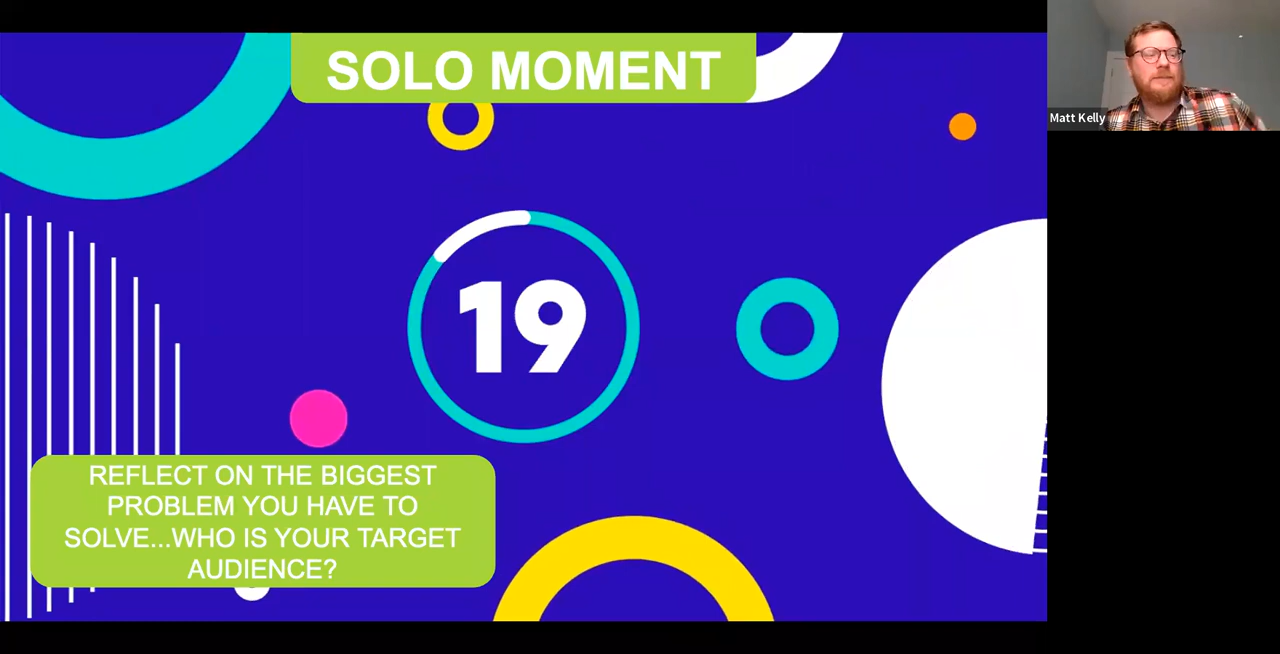 SOLO MOMENT
Matt Kelly
19
REFLECT ON THE BIGGEST
PROBLEM YOU HAVE TO
SOLVE...WHO IS YOUR TARGET
AUDIENCE?